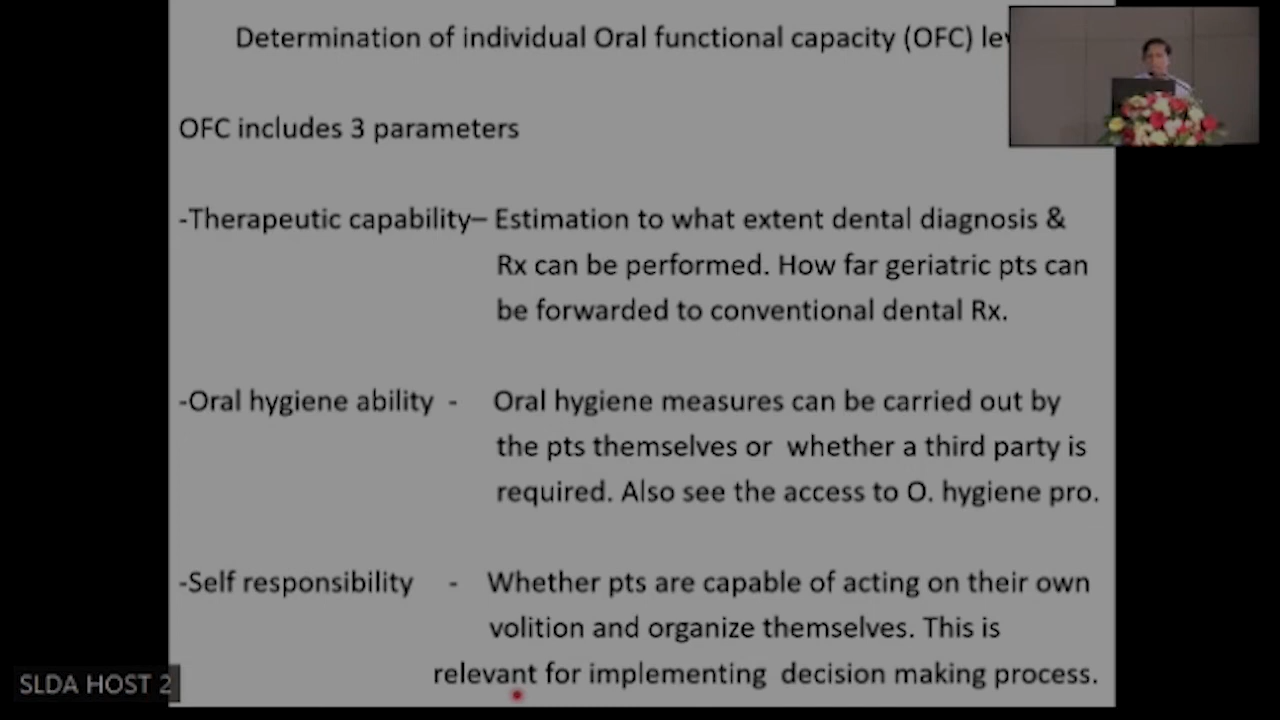 Determination of individual Oral functional capacity (OFC)
OFC includes 3 parameters
-Therapeutic capability– Estimation to what extent dental diagnosis &
Rx can be performed. How far geriatric pts can
be forwarded to conventional dental Rx.
-Oral hygiene ability - Oral hygiene measures can be carried out by
the pts themselves or whether a third party is
required. Also see the access to O. hygiene pro.
-Self responsibility - Whether pts are capable of acting on their own
volition and organize themselves. This is
relevant for implementing decision making process.
SLDA HOST 2